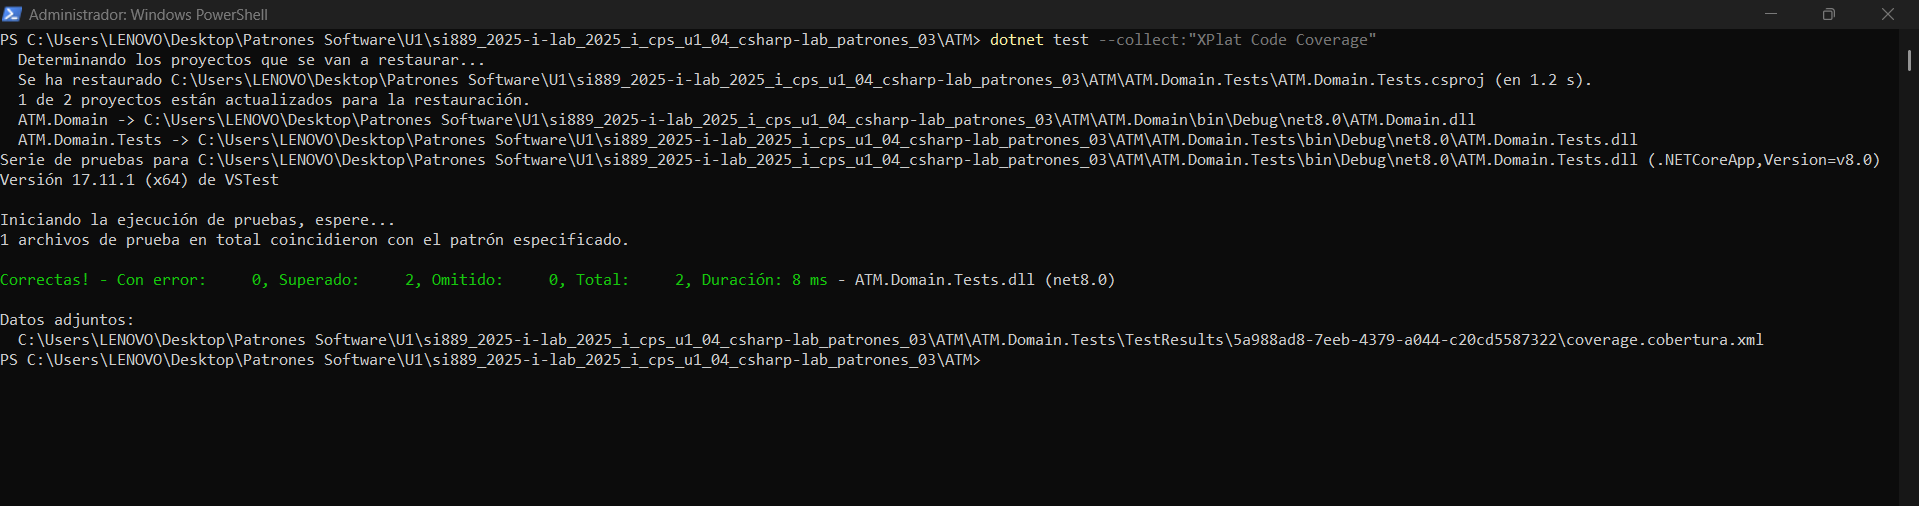 Administrador: Windows PowerShell
PS C:\Users\LENOVO\Desktop\Patrones Software\U1\si889_2025-i-lab_2025_i_cps_u1_04_csharp-lab_patrones_03\ATM> dotnet test --collect:"XPlat Code Coverage"
  Determinando los proyectos que se van a restaurar...
  Se ha restaurado C:\Users\LENOVO\Desktop\Patrones Software\U1\si889_2025-i-lab_2025_i_cps_u1_04_csharp-lab_patrones_03\ATM\ATM.Domain.Tests\ATM.Domain.Tests.csproj (en 1.2 s).
  1 de 2 proyectos están actualizados para la restauración.
  ATM.Domain -> C:\Users\LENOVO\Desktop\Patrones Software\U1\si889_2025-i-lab_2025_i_cps_u1_04_csharp-lab_patrones_03\ATM\ATM.Domain\bin\Debug\net8.0\ATM.Domain.dll
  ATM.Domain.Tests -> C:\Users\LENOVO\Desktop\Patrones Software\U1\si889_2025-i-lab_2025_i_cps_u1_04_csharp-lab_patrones_03\ATM\ATM.Domain.Tests\bin\Debug\net8.0\ATM.Domain.Tests.dll
Serie de pruebas para C:\Users\LENOVO\Desktop\Patrones Software\U1\si889_2025-i-lab_2025_i_cps_u1_04_csharp-lab_patrones_03\ATM\ATM.Domain.Tests\bin\Debug\net8.0\ATM.Domain.Tests.dll (.NETCoreApp,Version=v8.0)
Versión 17.11.1 (x64) de VSTest

Iniciando la ejecución de pruebas, espere...
1 archivos de prueba en total coincidieron con el patrón especificado.

Correctas! - Con error:     0, Superado:     2, Omitido:     0, Total:     2, Duración: 8 ms - ATM.Domain.Tests.dll (net8.0)

Datos adjuntos:
  C:\Users\LENOVO\Desktop\Patrones Software\U1\si889_2025-i-lab_2025_i_cps_u1_04_csharp-lab_patrones_03\ATM\ATM.Domain.Tests\TestResults\5a988ad8-7eeb-4379-a044-c20cd5587322\coverage.cobertura.xml
PS C:\Users\LENOVO\Desktop\Patrones Software\U1\si889_2025-i-lab_2025_i_cps_u1_04_csharp-lab_patrones_03\ATM>